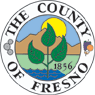 THE COUNTY
OF FRESNO
1856